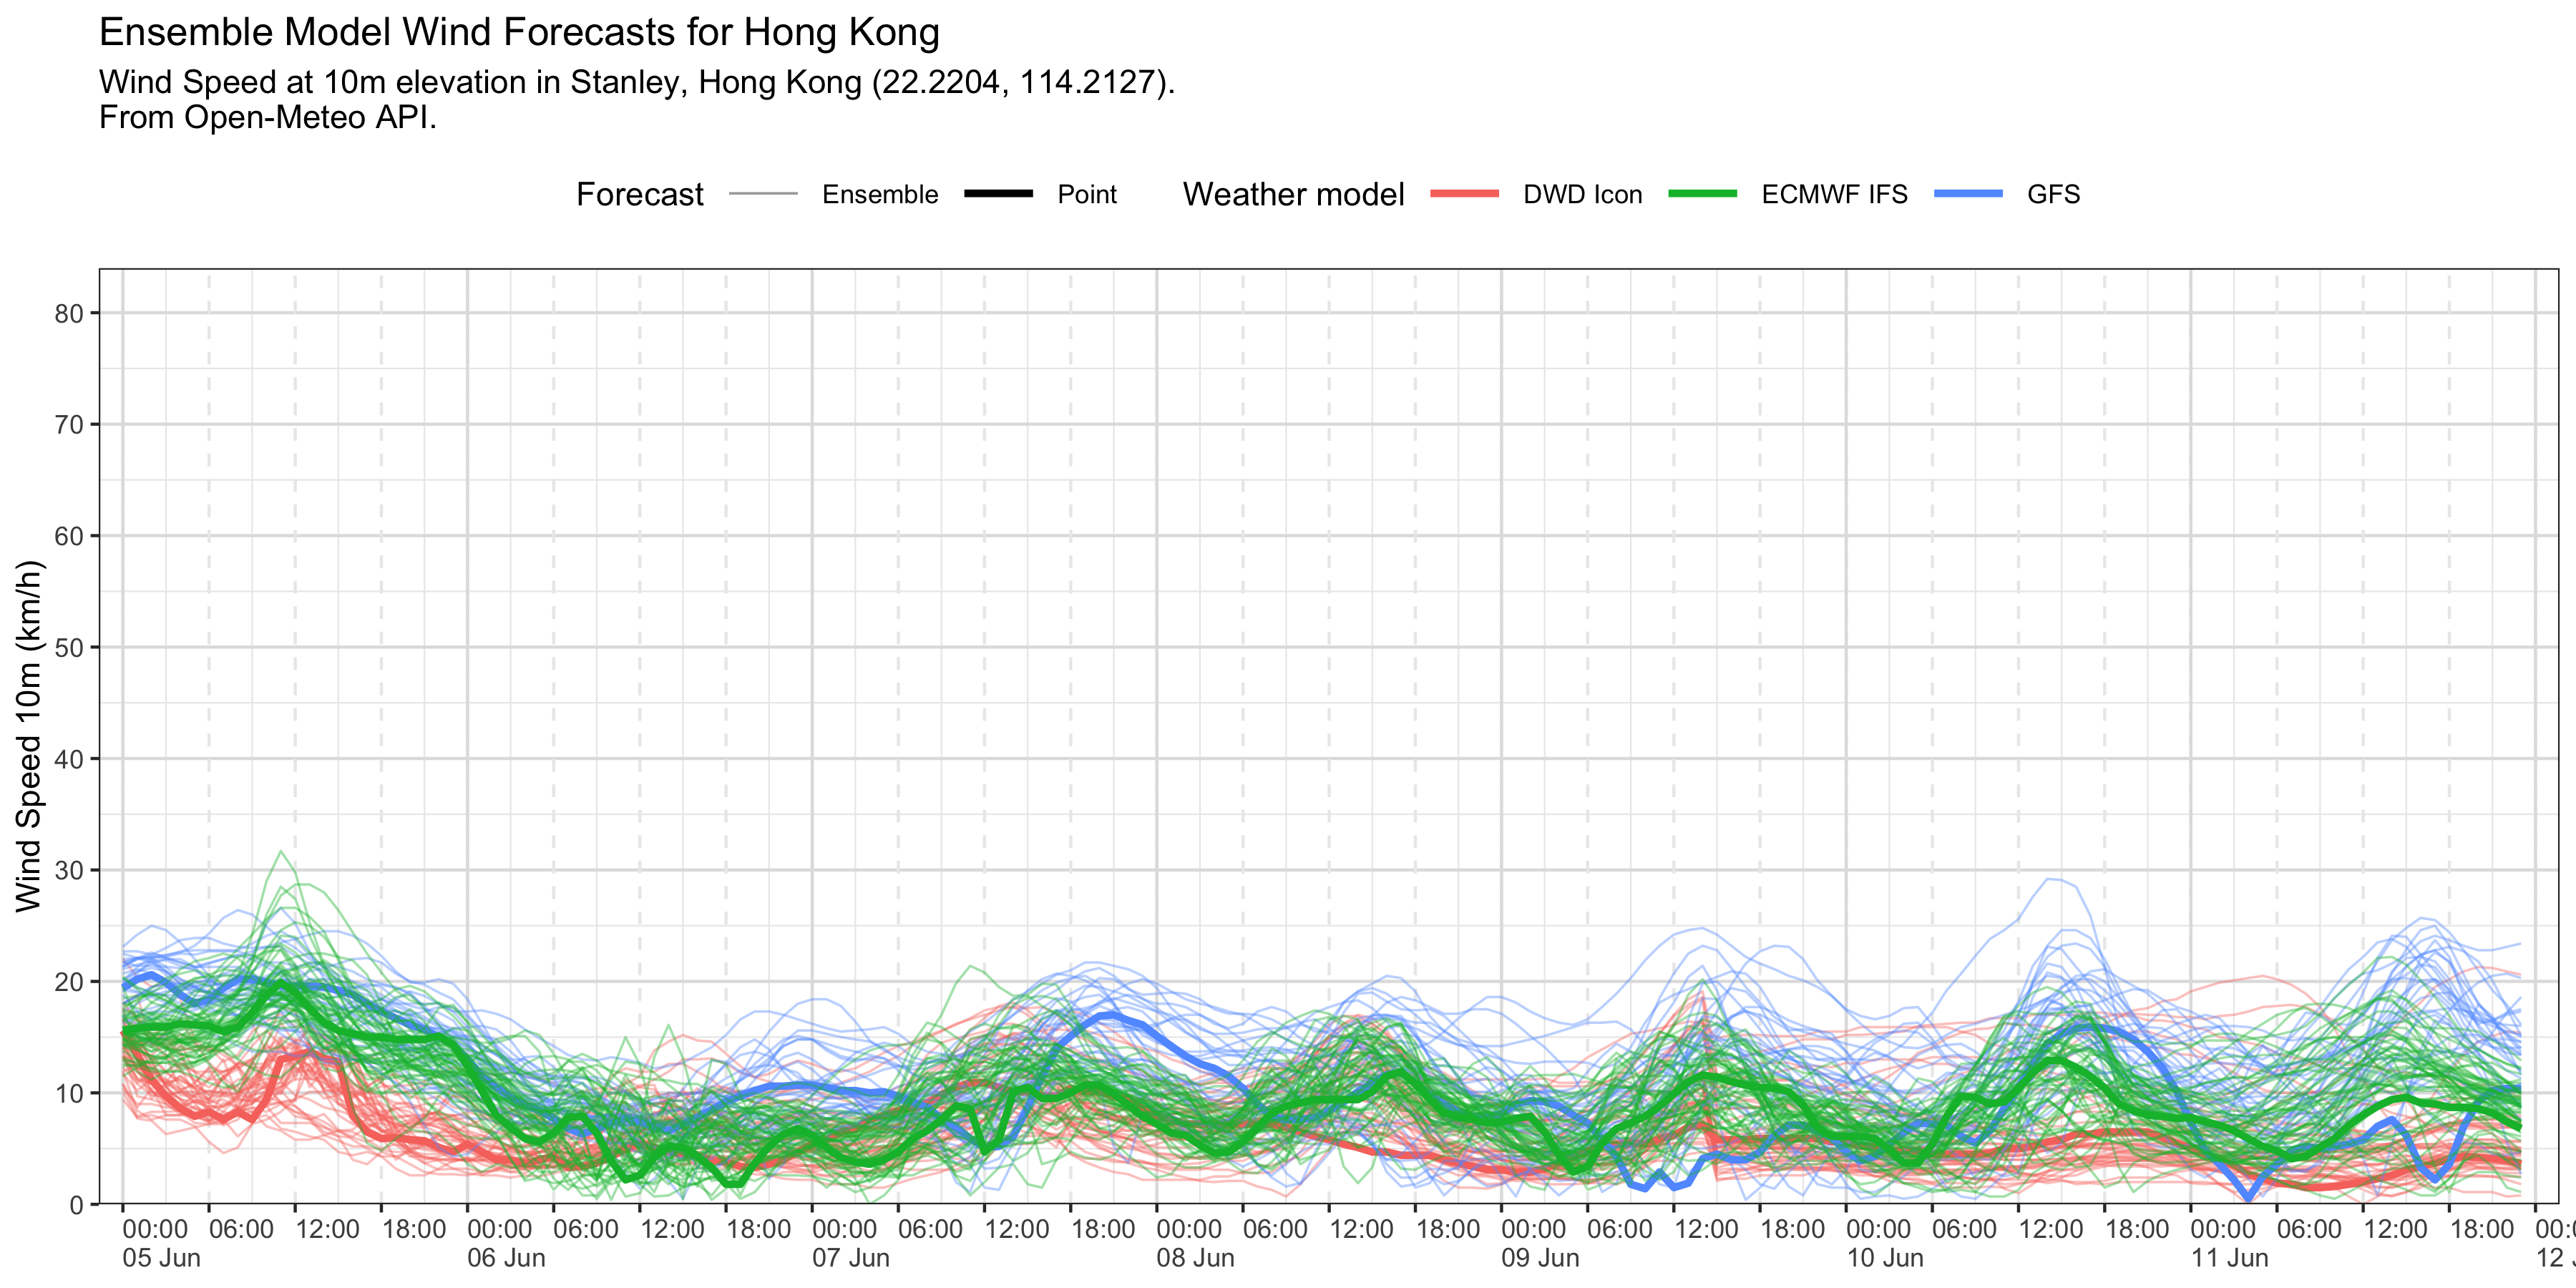 Ensemble Model Wind Forecasts for Hong Kong
Wind Speed at 10m elevation in Stanley, Hong Kong (22.2204, 114.2127).
From Open-Meteo API.
Forecast Ensemble Point Weather model DWD Icon ECMWF IFS GFS
Wind Speed 10m (km/h)
80
70
60
50
40
30
20
10
0
00:00 06:00 12:00 18:00 00:00 06:00 12:00 18:00 00:00 06:00 12:00 18:00 00:00 06:00 12:00 18:00 00:00 06:00 12:00 18:00 00:00 06:00 12:00 18:00 00:00 06:00 12:00 18:00
05 Jun 06 Jun 07 Jun 08 Jun 09 Jun 10 Jun 11 Jun 12